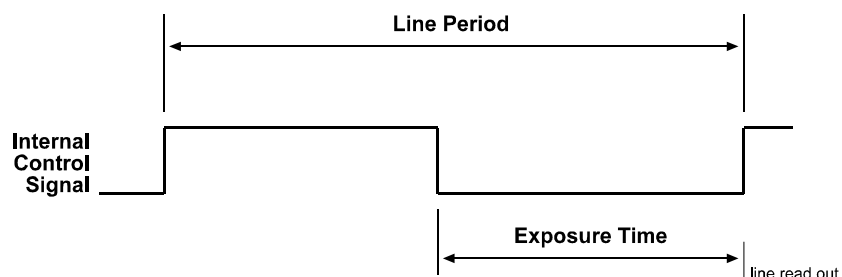 Line Period
Internal
Control
Signal
Exposure Time
line read out